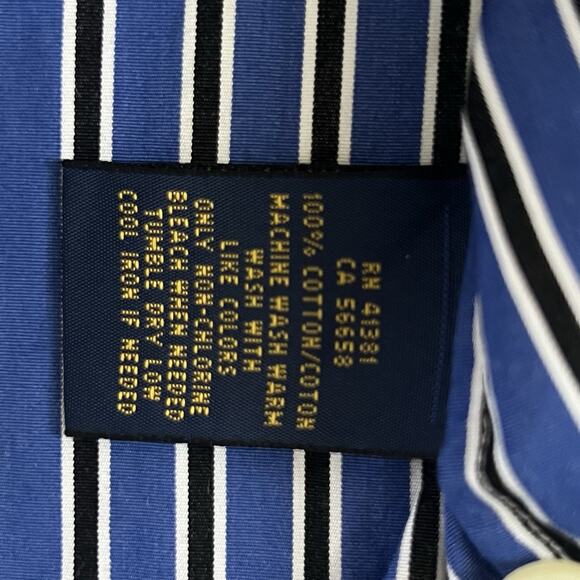 RN 41381
CA 56658
100% COTTON/COTON
MACHINE WASH WARM
WASH WITH
LIKE COLORS
ONLY NON-CHLORINE
BLEACH WHEN NEEDED
TUMBLE DRY LOW
COOL IRON IF NEEDED